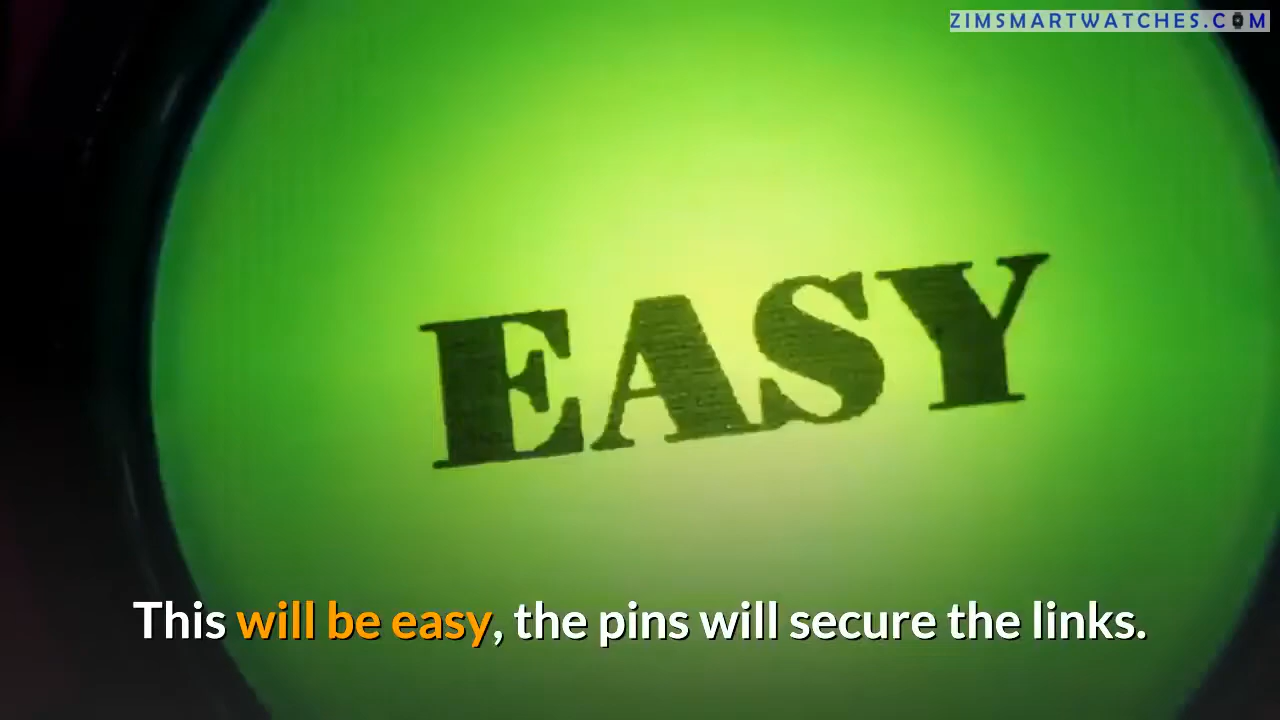 ZIMSMARTWATCHES.COM
EASY
This will be easy, the pins will secure the links.